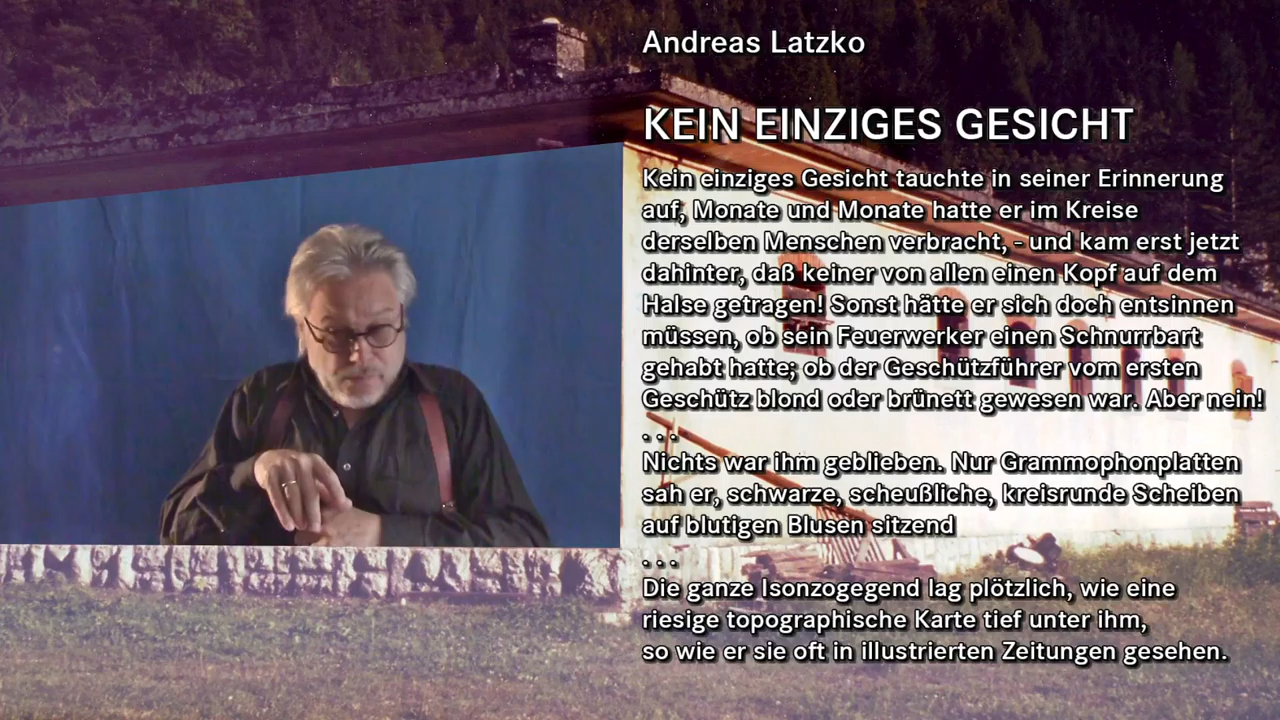 Andreas Latzko
KEIN EINZIGES GESICHT
Kein einziges Gesicht tauchte in seiner Erinnerung
auf, Monate und Monate hatte er im Kreise
derselben Menschen verbracht, - und kam erst jetzt
dahinter, daß keiner von allen einen Kopf auf dem
Halse getragen! Sonst hätte er sich doch entsinnen
müssen, ob sein Feuerwerker einen Schnurrbart
gehabt hatte; ob der Geschützführer vom ersten
Geschütz blond oder brünett gewesen war. Aber nein!
. . .
Nichts war ihm geblieben. Nur Grammophonplatten
sah er, schwarze, scheußliche, kreisrunde Scheiben
auf blutigen Blusen sitzend
. . .
Die ganze Isonzogegend lag plötzlich, wie eine
riesige topographische Karte tief unter ihm,
so wie er sie oft in illustrierten Zeitungen gesehen.